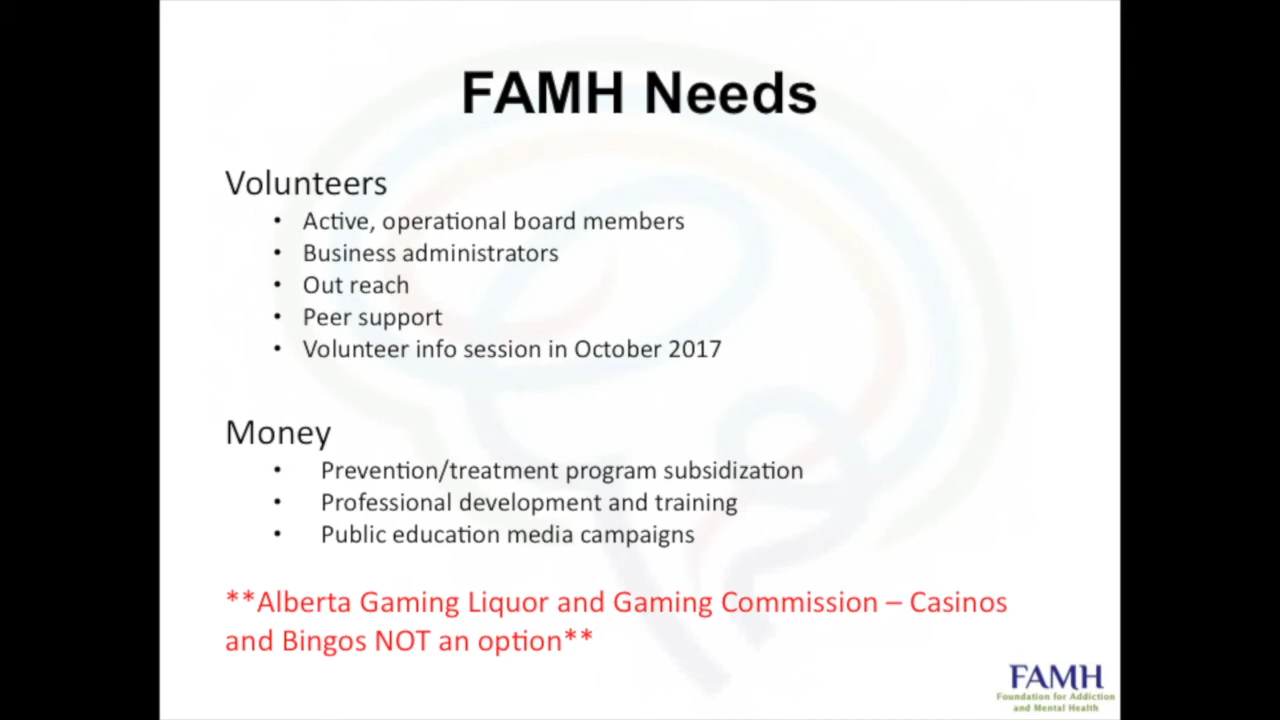 FAMH Needs
Volunteers
• Active, operational board members
• Business administrators
• Out reach
• Peer support
• Volunteer info session in October 2017
Money
• Prevention/treatment program subsidization
• Professional development and training
• Public education media campaigns
**Alberta Gaming Liquor and Gaming Commission – Casinos
and Bingos NOT an option**
FAMH
Foundation for Addiction
and Mental Health